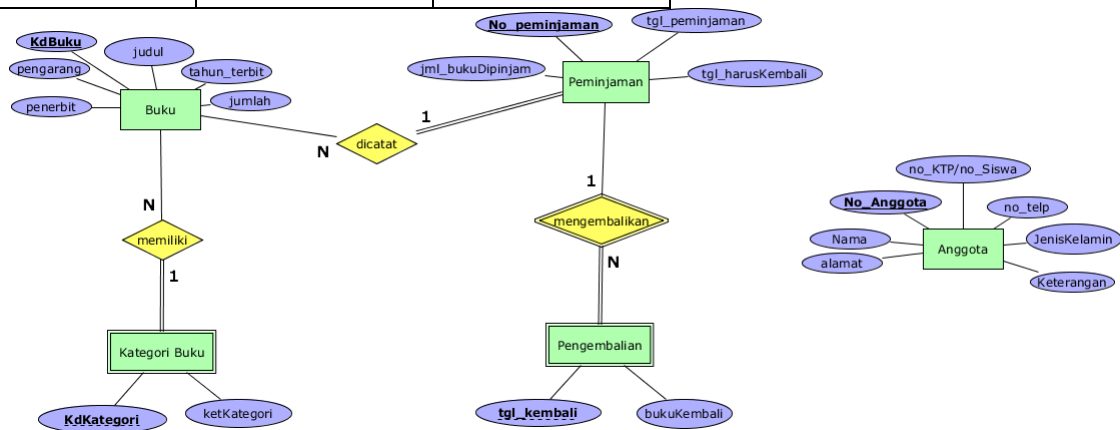 No_peminjaman
tgl_peminjaman
jml_bukuDipinjam
tgl_harusKembali
Peminjaman
KdBuku
judul
pengarang
tahun_terbit
penerbit
jumlah
Buku
1
N
dicatat
N
memiliki
1
Kategori Buku
KdKategori
ketKategori
1
mengembalikan
N
Pengembalian
tgl_kembali
bukuKembali
no_KTP/no_Siswa
No_Anggota
no_telp
Nama
JenisKelamin
alamat
Anggota
Keterangan